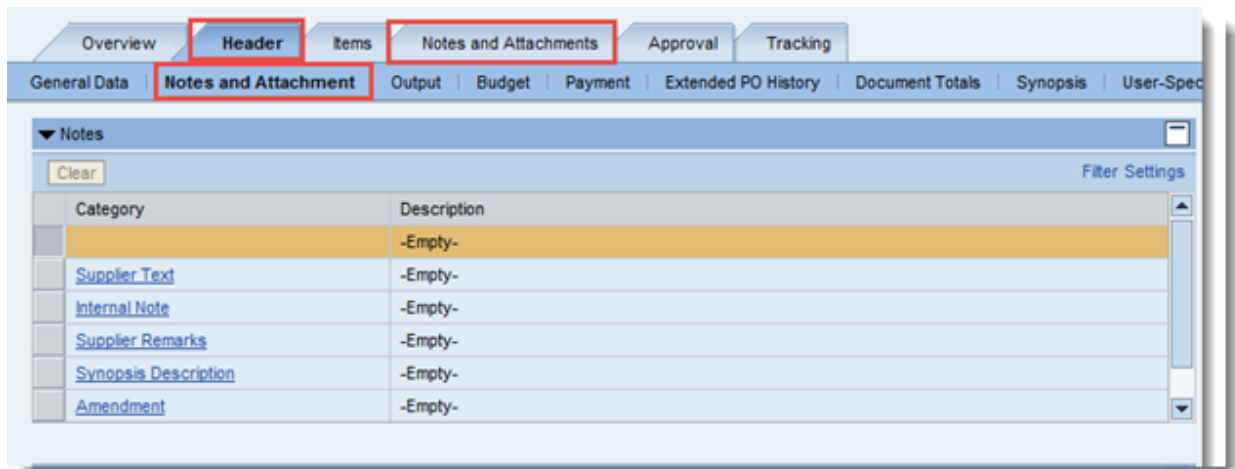 Overview Header Items Notes and Attachments Approval Tracking
General Data Notes and Attachment Output Budget Payment Extended PO History Document Totals Synopsis User-Spec
Notes
Clear Filter Settings
Category Description
-Empty-
Supplier Text -Empty-
Internal Note -Empty-
Supplier Remarks -Empty-
Synopsis Description -Empty-
Amendment -Empty-